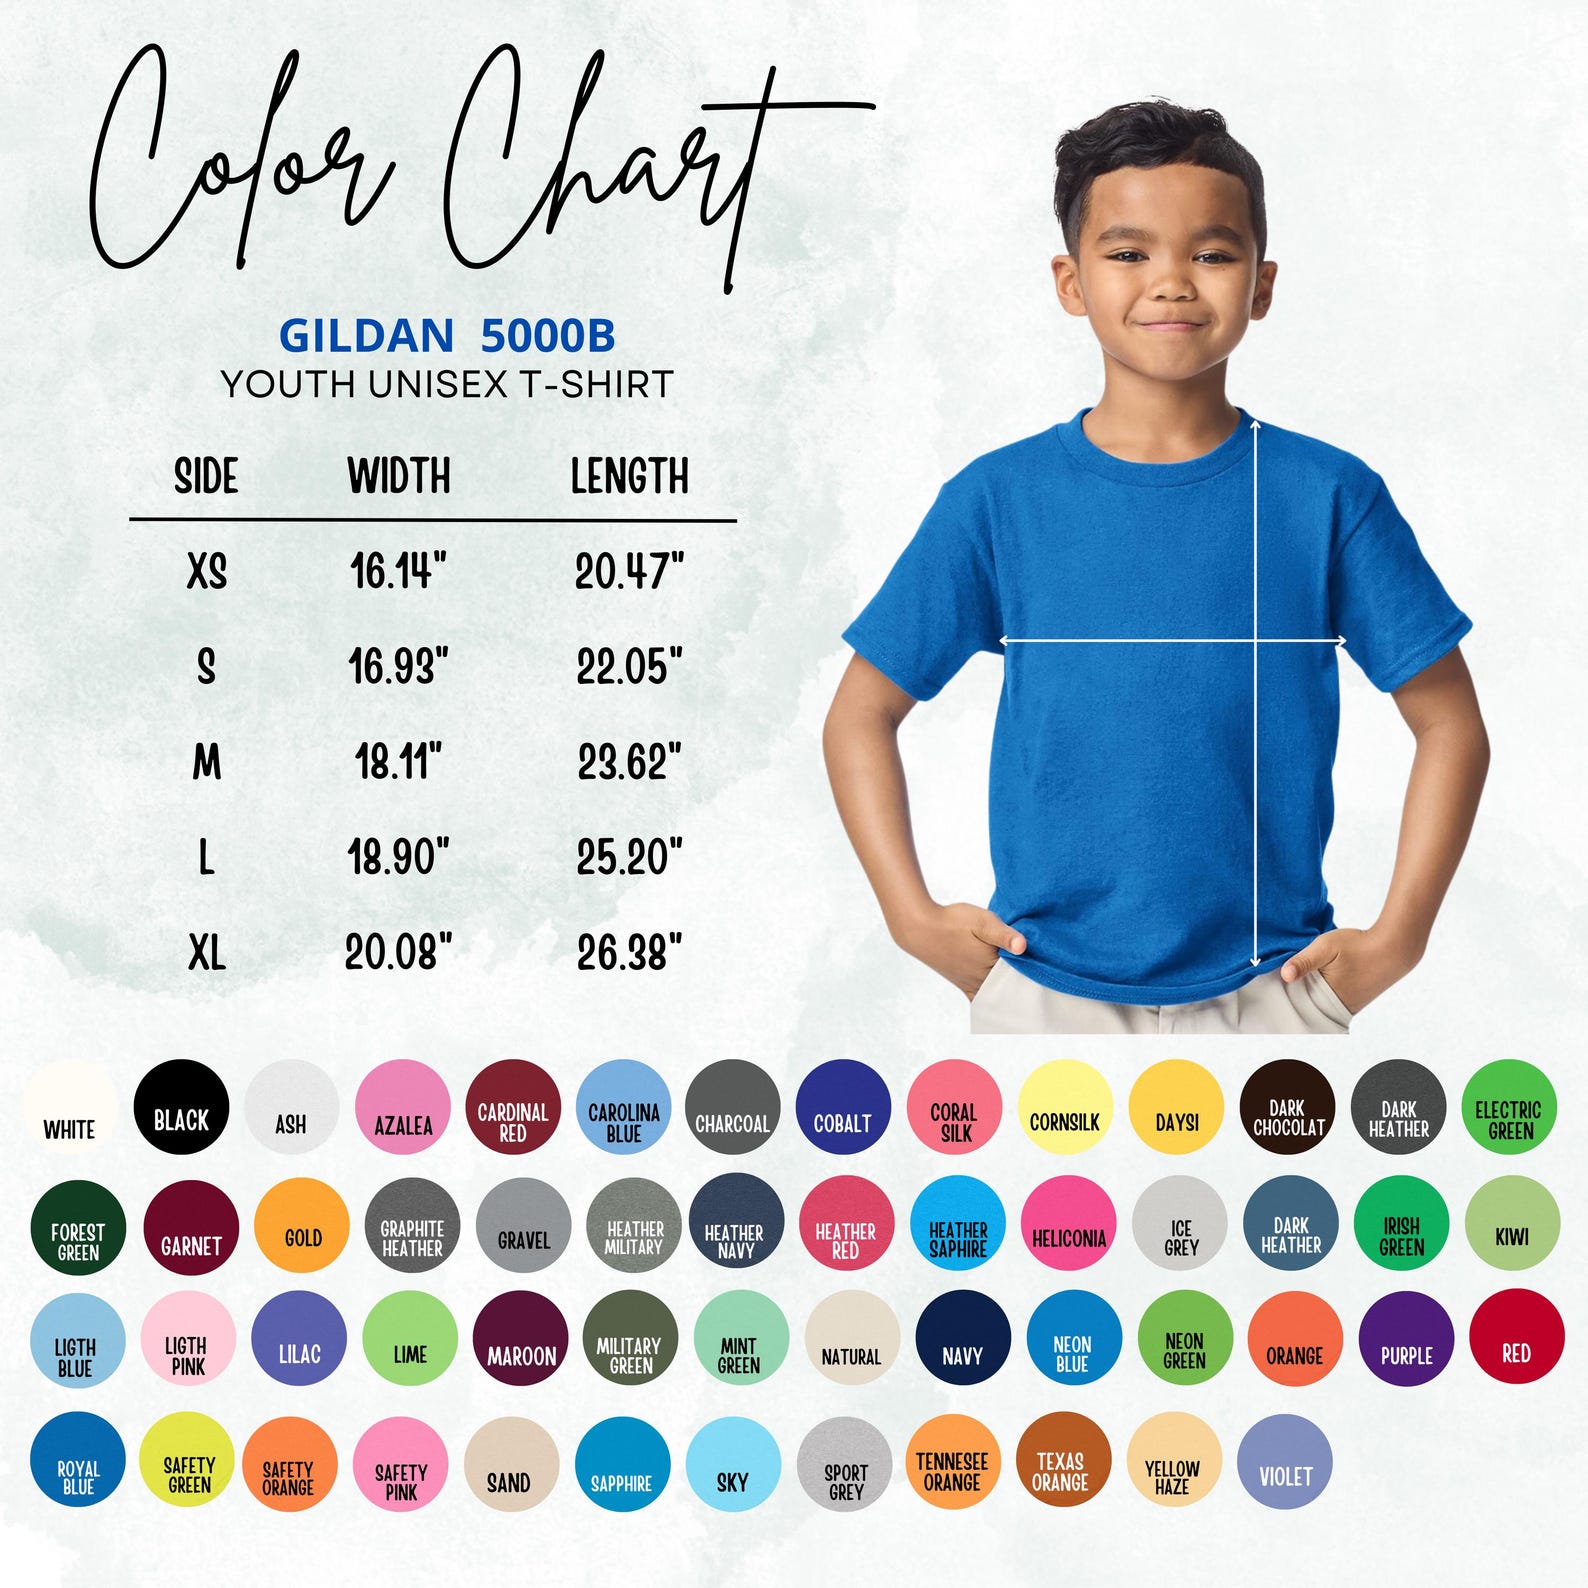 Color Chart
GILDAN 5000B
YOUTH UNISEX T-SHIRT
SIDE WIDTH LENGTH
XS 16.14" 20.47"
S 16.93" 22.05"
M 18.11" 23.62"
L 18.90" 25.20"
XL 20.08" 26.38"
WHITE
BLACK
ASH
AZALEA
CARDINAL
RED
CAROLINA
BLUE
CHARCOAL
COBALT
CORAL
SILK
CORNSILK
DAYSI
DARK
CHOCOLAT
DARK
HEATHER
ELECTRIC
GREEN
FOREST
GREEN
GARNET
GOLD
GRAPHITE
HEATHER
GRAVEL
HEATHER
MILITARY
HEATHER
NAVY
HEATHER
RED
HEATHER
SAPHIRE
HELICONIA
ICE
GREY
DARK
HEATHER
IRISH
GREEN
KIWI
LIGTH
BLUE
LIGTH
PINK
LILAC
LIME
MAROON
MILITARY
GREEN
MINT
GREEN
NATURAL
NAVY
NEON
BLUE
NEON
GREEN
ORANGE
PURPLE
RED
ROYAL
BLUE
SAFETY
GREEN
SAFETY
ORANGE
SAFETY
PINK
SAND
SAPPHIRE
SKY
SPORT
GREY
TENNESEE
ORANGE
TEXAS
ORANGE
YELLOW
HAZE
VIOLET